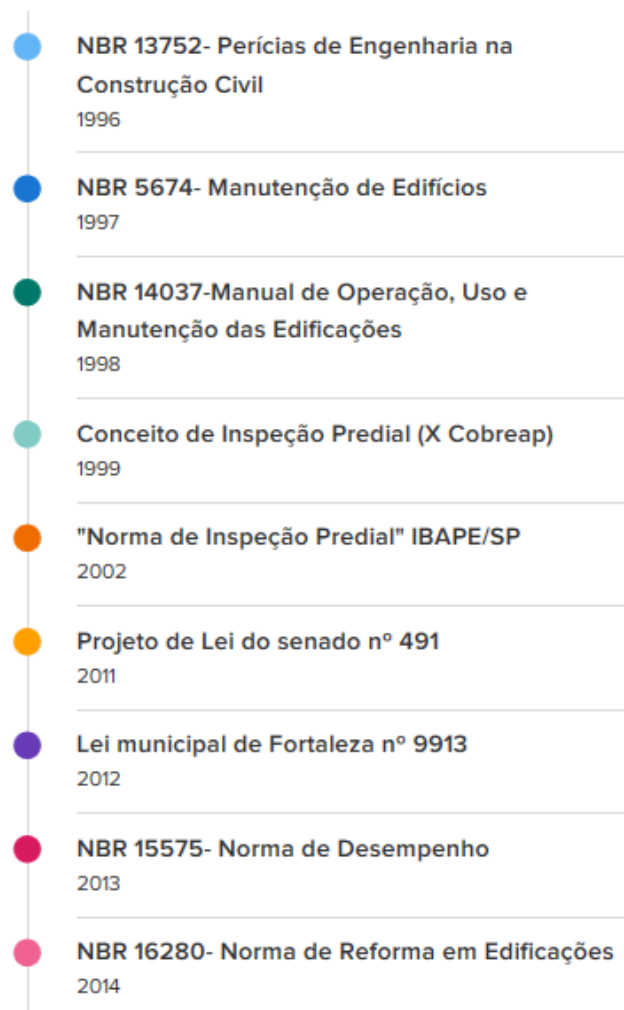 NBR 13752- Perícias de Engenharia na
Construção Civil
1996
NBR 5674- Manutenção de Edifícios
1997
NBR 14037-Manual de Operação, Uso e
Manutenção das Edificações
1998
Conceito de Inspeção Predial (X Cobreap)
1999
"Norma de Inspeção Predial" IBAPE/SP
2002
Projeto de Lei do senado nº 491
2011
Lei municipal de Fortaleza nº 9913
2012
NBR 15575- Norma de Desempenho
2013
NBR 16280- Norma de Reforma em Edificações
2014